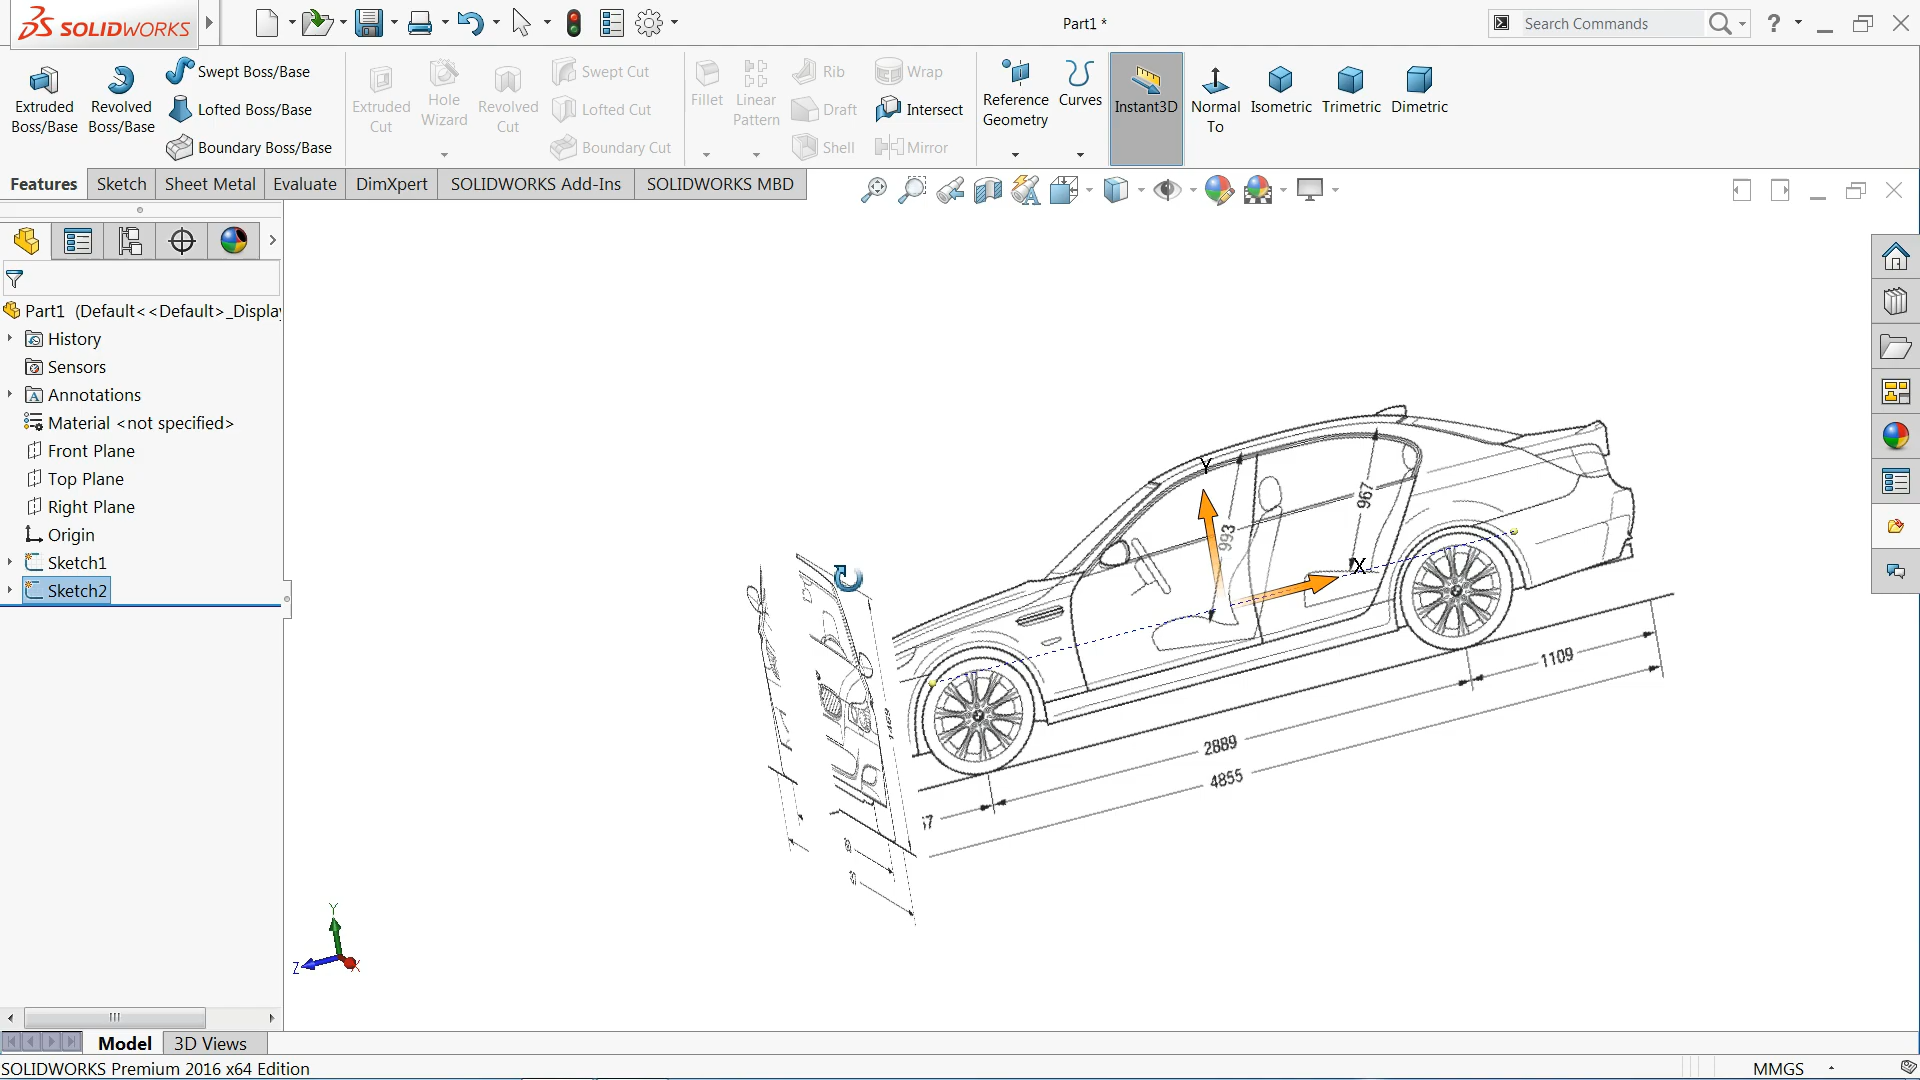 SOLIDWORKS
Part1 *
Search Commands
?
Extruded Boss/Base
Revolved Boss/Base
Swept Boss/Base
Lofted Boss/Base
Boundary Boss/Base
Extruded Cut
Hole Wizard
Revolved Cut
Swept Cut
Lofted Cut
Boundary Cut
Fillet
Linear Pattern
Rib
Draft
Shell
Wrap
Intersect
Mirror
Reference Geometry
Curves
Instant3D
Normal To
Isometric
Trimetric
Dimetric
Features
Sketch
Sheet Metal
Evaluate
DimXpert
SOLIDWORKS Add-Ins
SOLIDWORKS MBD
Part1 (Default<<Default>_Displa
History
Sensors
Annotations
Material <not specified>
Front Plane
Top Plane
Right Plane
Origin
Sketch1
Sketch2
Y
X
993
967
1109
2889
4855
Y
Z
X
Model
3D Views
SOLIDWORKS Premium 2016 x64 Edition
MMGS